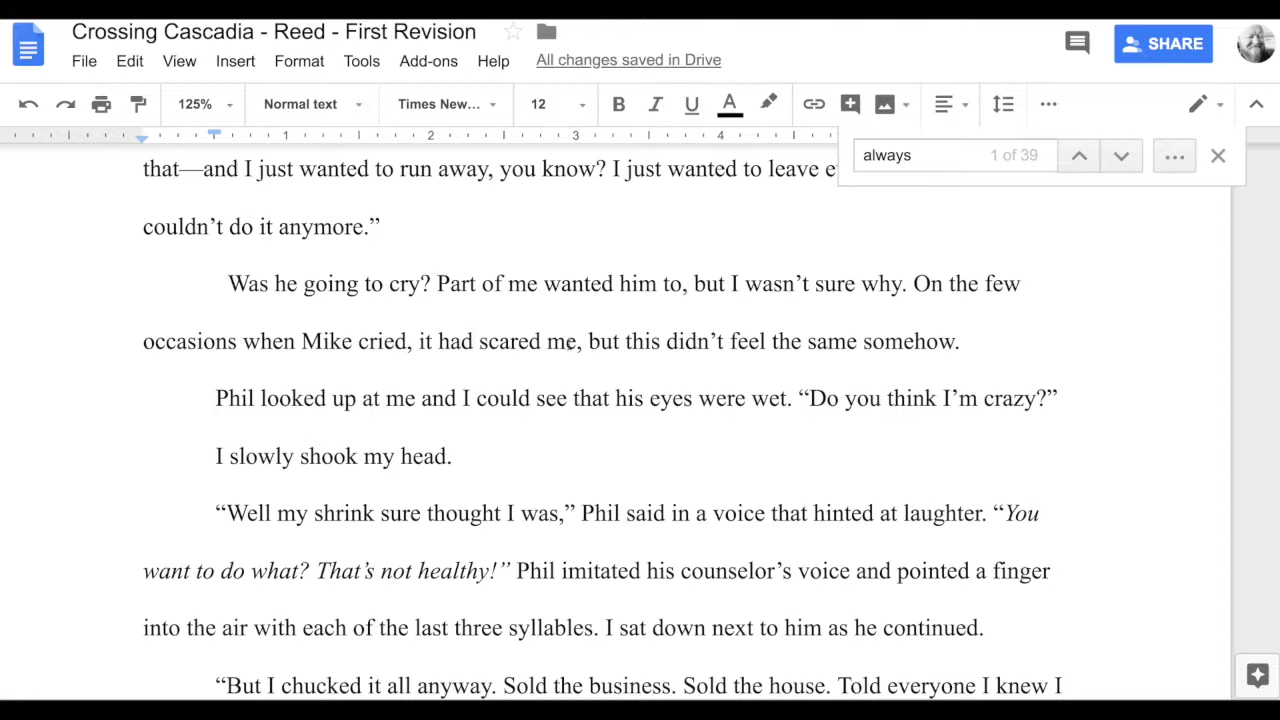 Crossing Cascadia - Reed - First Revision
SHARE
File Edit View Insert Format Tools Add-ons Help All changes saved in Drive
125% Normal text Times New... 12 B I U A
1 2 3 4
always 1 of 39
that—and I just wanted to run away, you know? I just wanted to leave
couldn’t do it anymore.”
Was he going to cry? Part of me wanted him to, but I wasn’t sure why. On the few
occasions when Mike cried, it had scared me, but this didn’t feel the same somehow.
Phil looked up at me and I could see that his eyes were wet. “Do you think I’m crazy?”
I slowly shook my head.
“Well my shrink sure thought I was,” Phil said in a voice that hinted at laughter. “You
want to do what? That’s not healthy!” Phil imitated his counselor’s voice and pointed a finger
into the air with each of the last three syllables. I sat down next to him as he continued.
“But I chucked it all anyway. Sold the business. Sold the house. Told everyone I knew I